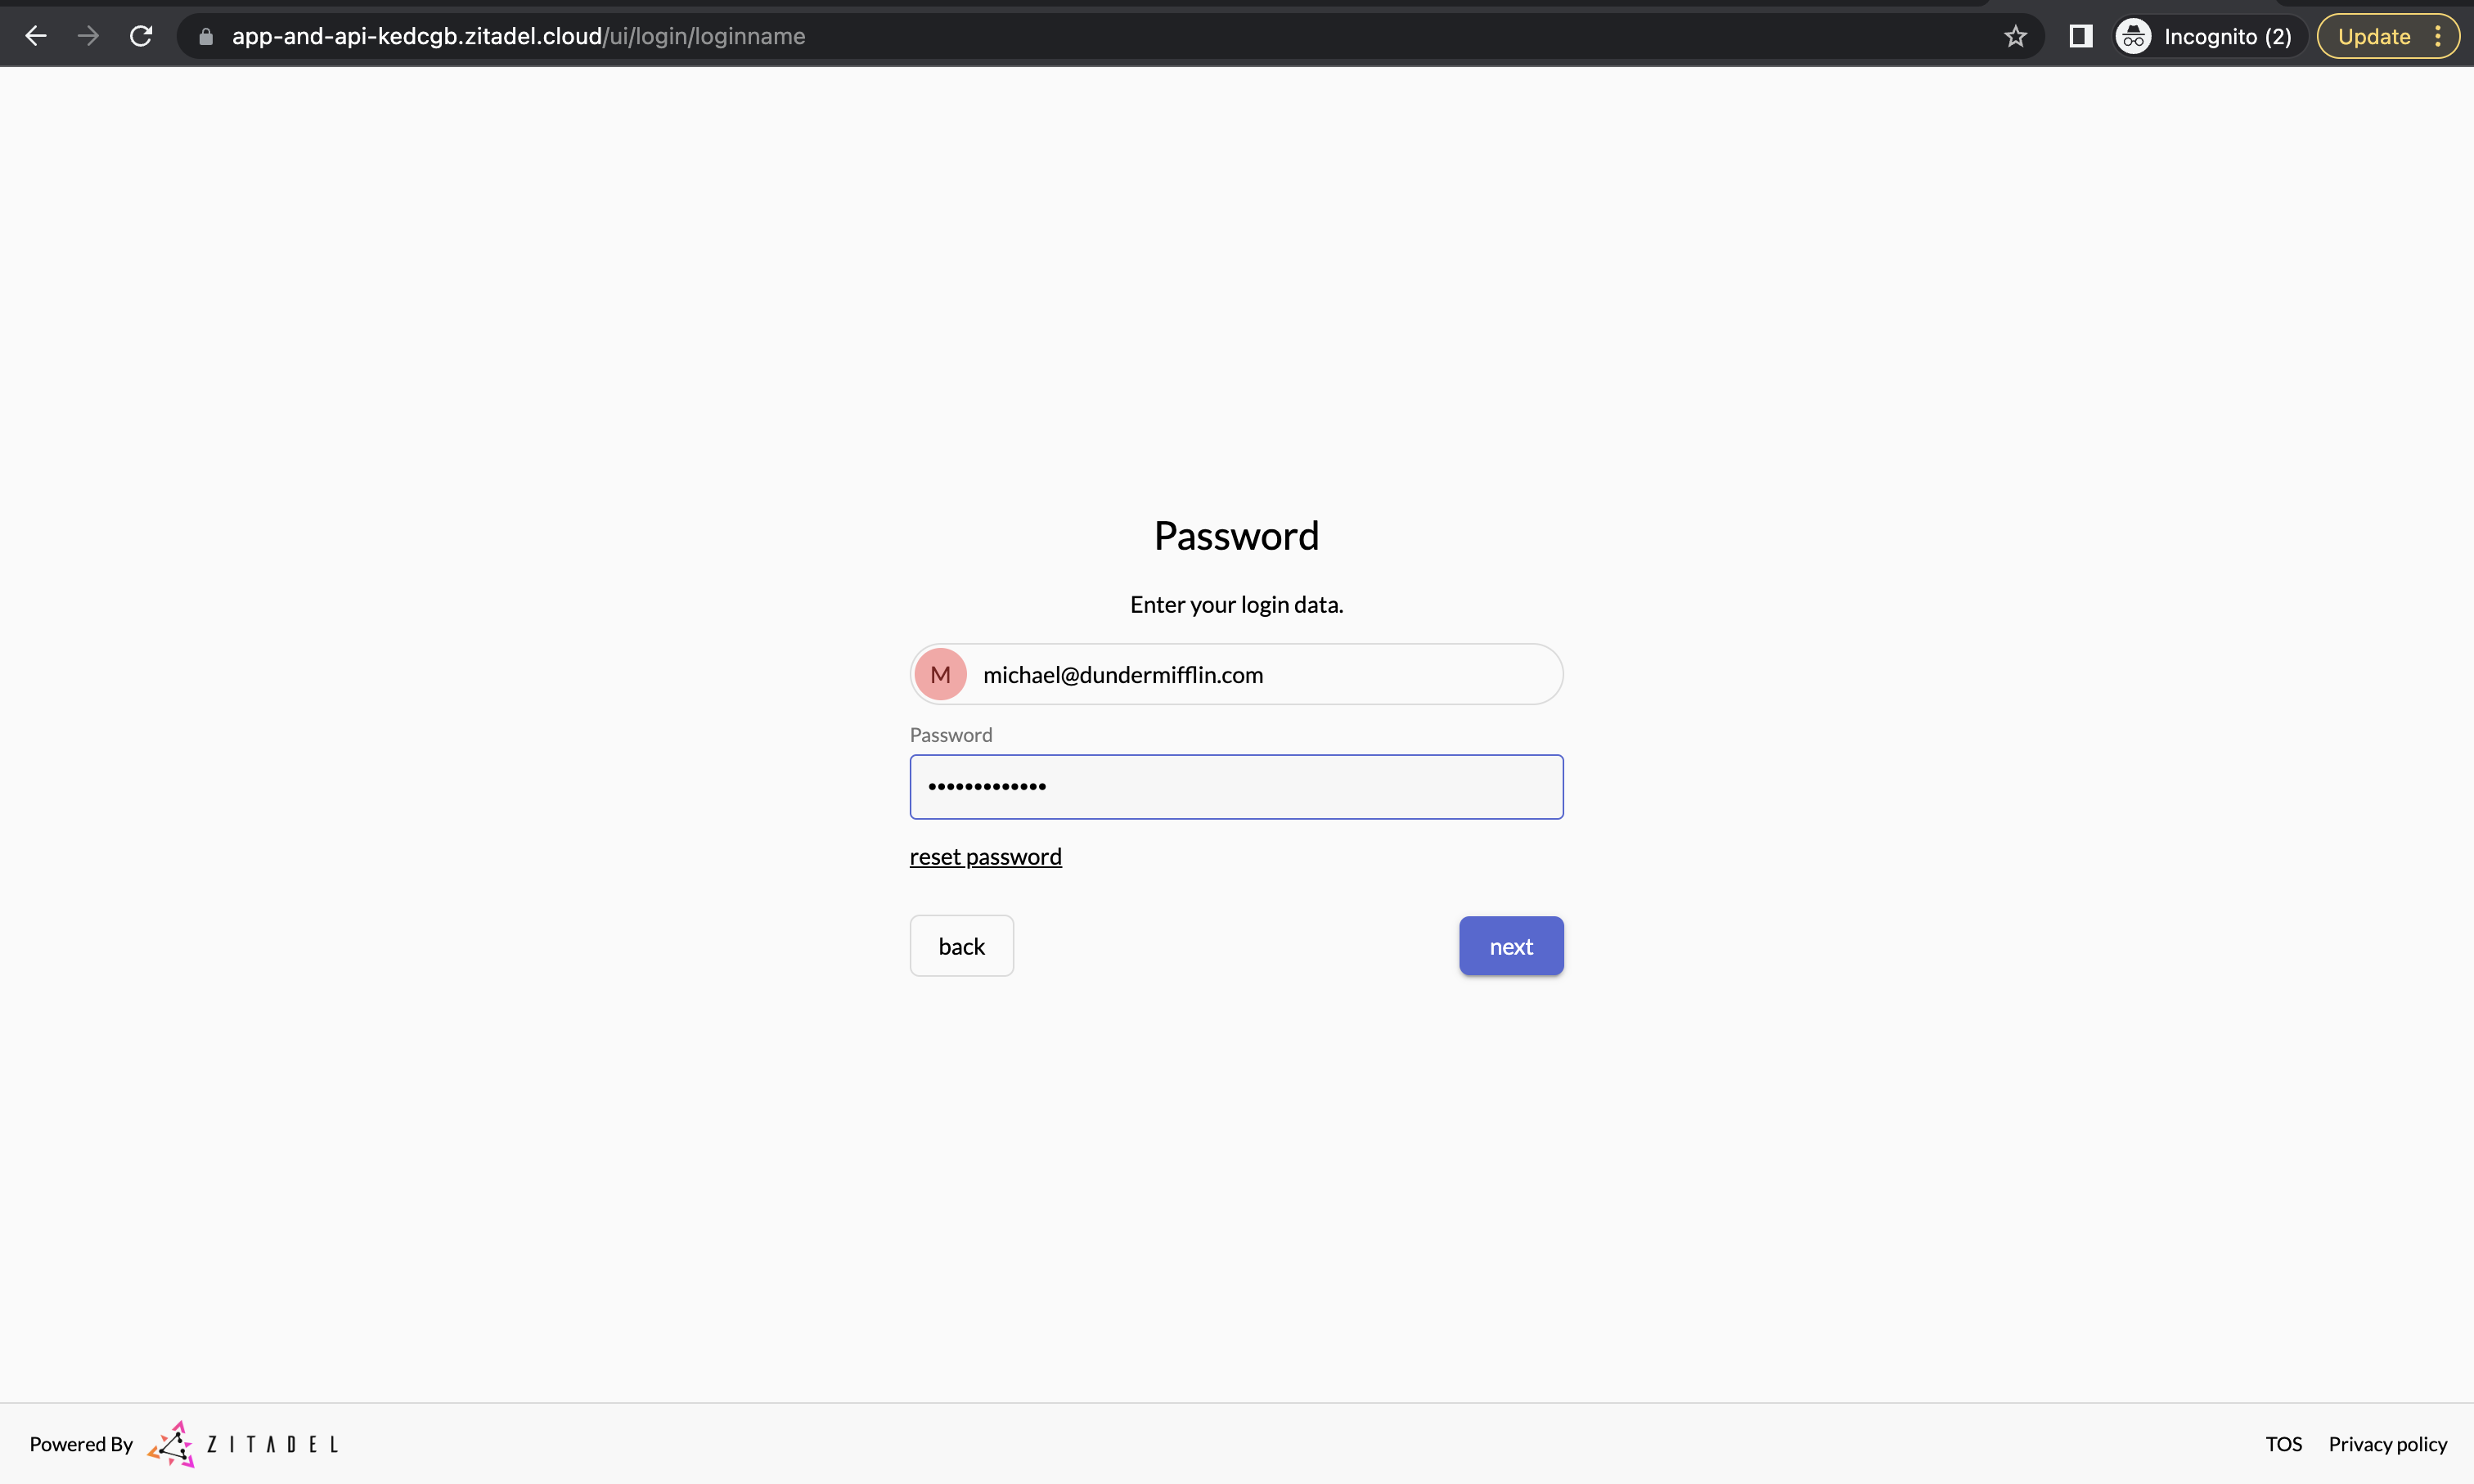 app-and-api-kedcgb.zitadel.cloud/ui/login/loginname
Incognito (2)
Update
Password
Enter your login data.
M
michael@dundermifflin.com
Password
•••••••••••••
reset password
back
next
Powered By
ZITADEL
TOS
Privacy policy